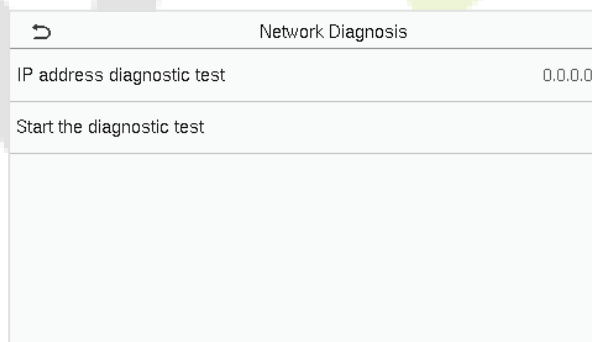 Network Diagnosis
IP address diagnostic test 0.0.0.0
Start the diagnostic test